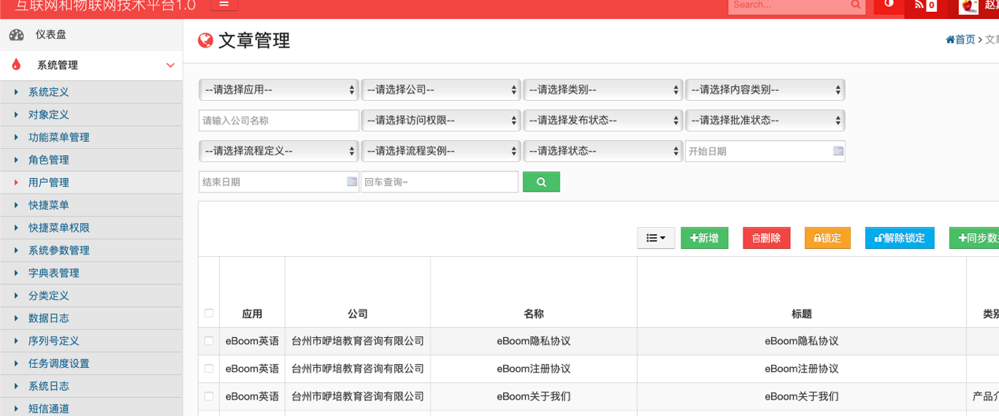 互联网和物联网技术平台1.0
Search...
0
仪表盘
系统管理
系统定义
对象定义
功能菜单管理
角色管理
用户管理
快捷菜单
快捷菜单权限
系统参数管理
字典表管理
分类定义
数据日志
序列号定义
任务调度设置
系统日志
短信通道
文章管理
首页
--请选择应用-- --请选择公司-- --请选择类别-- --请选择内容类别--
请输入公司名称 --请选择访问权限-- --请选择发布状态-- --请选择批准状态--
--请选择流程定义-- --请选择流程实例-- --请选择状态-- 开始日期
结束日期 回车查询~
新增 删除 锁定 解除锁定 同步数
应用 公司 名称 标题
eBoom英语 台州市咿培教育咨询有限公司 eBoom隐私协议 eBoom隐私协议
eBoom英语 台州市咿培教育咨询有限公司 eBoom注册协议 eBoom注册协议
eBoom英语 台州市咿培教育咨询有限公司 eBoom关于我们 eBoom关于我们 产品